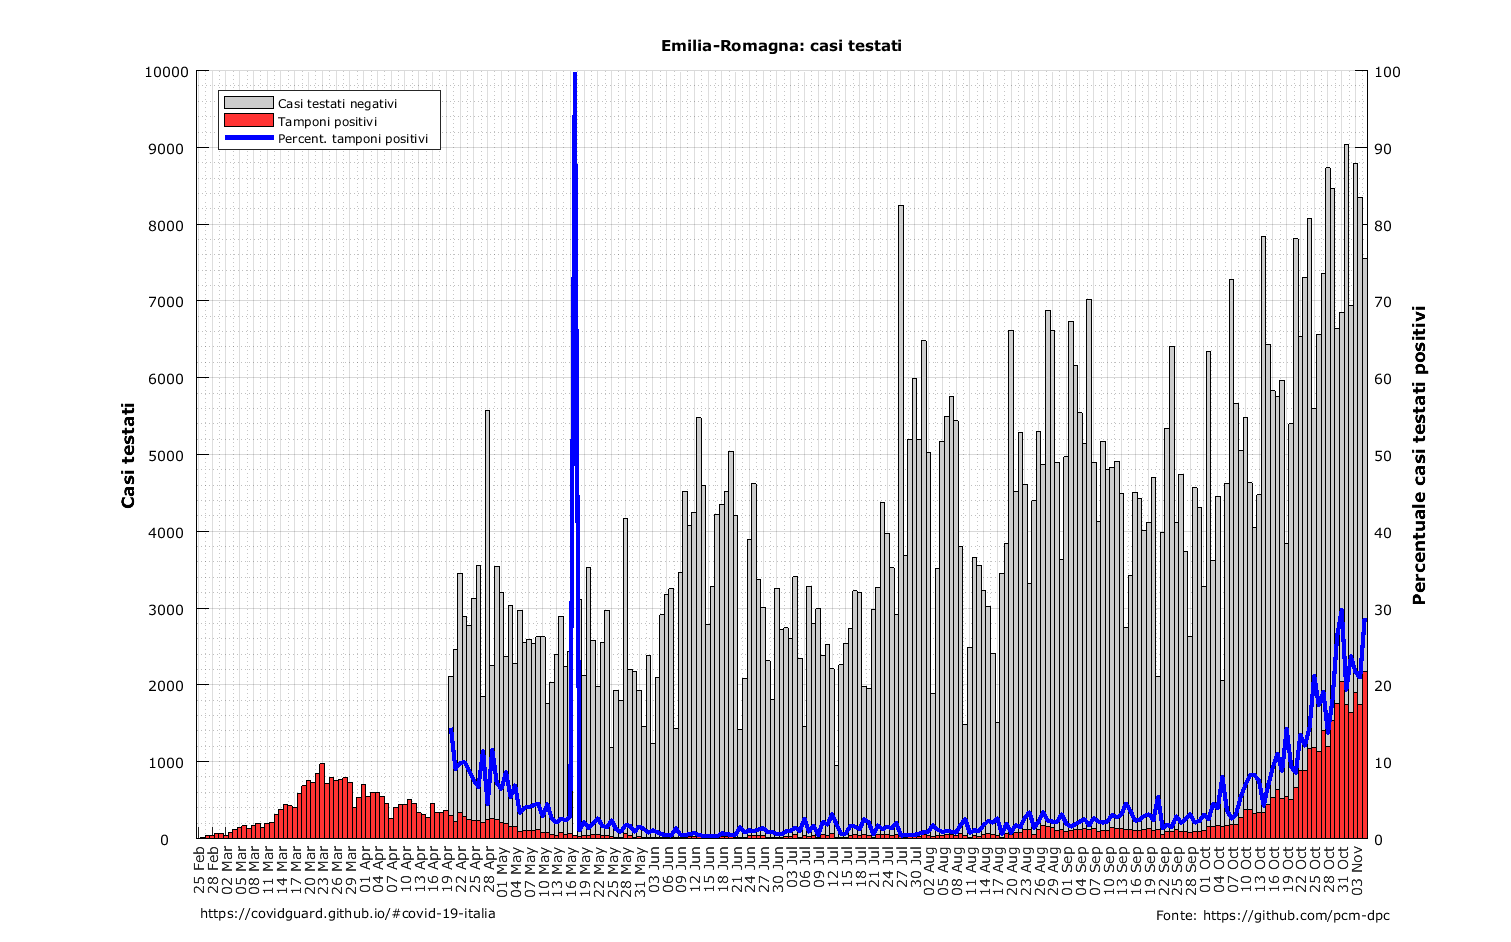 Emilia-Romagna: casi testati
Casi testati negativi
Tamponi positivi
Percent. tamponi positivi
10000
9000
8000
7000
6000
5000
4000
3000
2000
1000
0
Casi testati
100
90
80
70
60
50
40
30
20
10
0
Percentuale casi testati positivi
25 Feb
28 Feb
02 Mar
05 Mar
08 Mar
11 Mar
14 Mar
17 Mar
20 Mar
23 Mar
26 Mar
29 Mar
01 Apr
04 Apr
07 Apr
10 Apr
13 Apr
16 Apr
19 Apr
22 Apr
25 Apr
28 Apr
01 May
04 May
07 May
10 May
13 May
16 May
19 May
22 May
25 May
28 May
31 May
03 Jun
06 Jun
09 Jun
12 Jun
15 Jun
18 Jun
21 Jun
24 Jun
27 Jun
30 Jun
03 Jul
06 Jul
09 Jul
12 Jul
15 Jul
18 Jul
21 Jul
24 Jul
27 Jul
30 Jul
02 Aug
05 Aug
08 Aug
11 Aug
14 Aug
17 Aug
20 Aug
23 Aug
26 Aug
29 Aug
01 Sep
04 Sep
07 Sep
10 Sep
13 Sep
16 Sep
19 Sep
22 Sep
25 Sep
28 Sep
01 Oct
04 Oct
07 Oct
10 Oct
13 Oct
16 Oct
19 Oct
22 Oct
25 Oct
28 Oct
31 Oct
03 Nov
https://covidguard.github.io/#covid-19-italia
Fonte: https://github.com/pcm-dpc